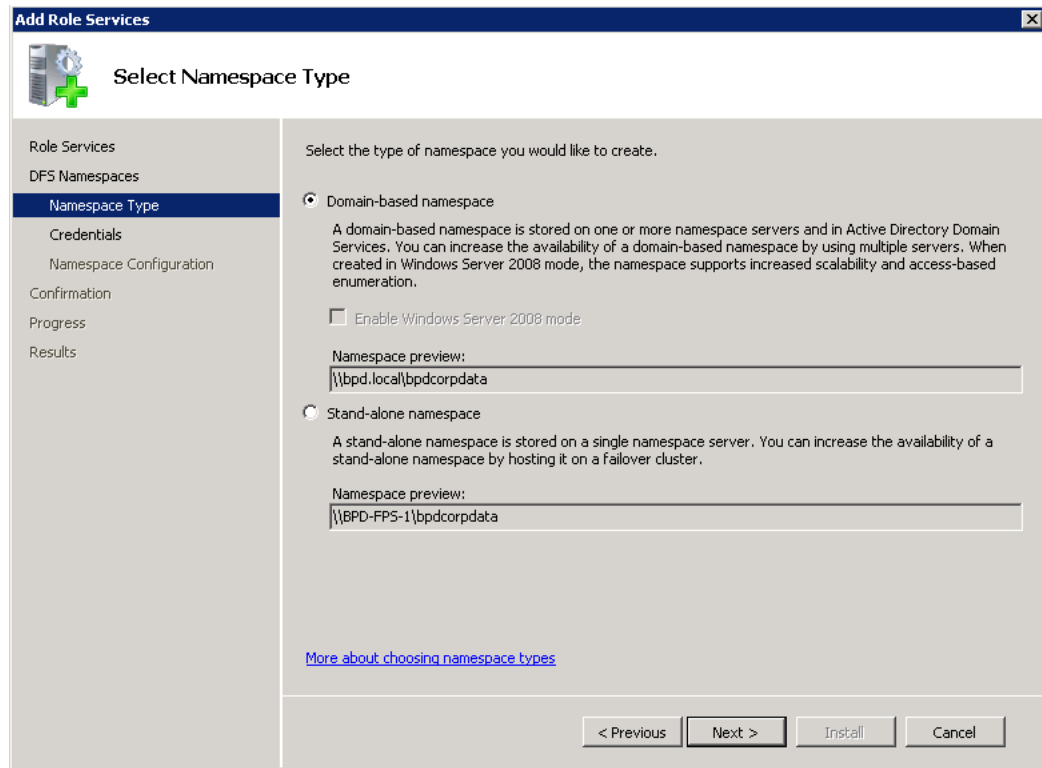 Add Role Services
Select Namespace Type
Role Services
DFS Namespaces
Namespace Type
Credentials
Namespace Configuration
Confirmation
Progress
Results
Select the type of namespace you would like to create.
Domain-based namespace
A domain-based namespace is stored on one or more namespace servers and in Active Directory Domain
Services. You can increase the availability of a domain-based namespace by using multiple servers. When
created in Windows Server 2008 mode, the namespace supports increased scalability and access-based
enumeration.
Enable Windows Server 2008 mode
Namespace preview:
\\bpd.local\bpdcorpdata
Stand-alone namespace
A stand-alone namespace is stored on a single namespace server. You can increase the availability of a
stand-alone namespace by hosting it on a failover cluster.
Namespace preview:
\\BPD-FPS-1\bpdcorpdata
More about choosing namespace types
< Previous Next > Install Cancel